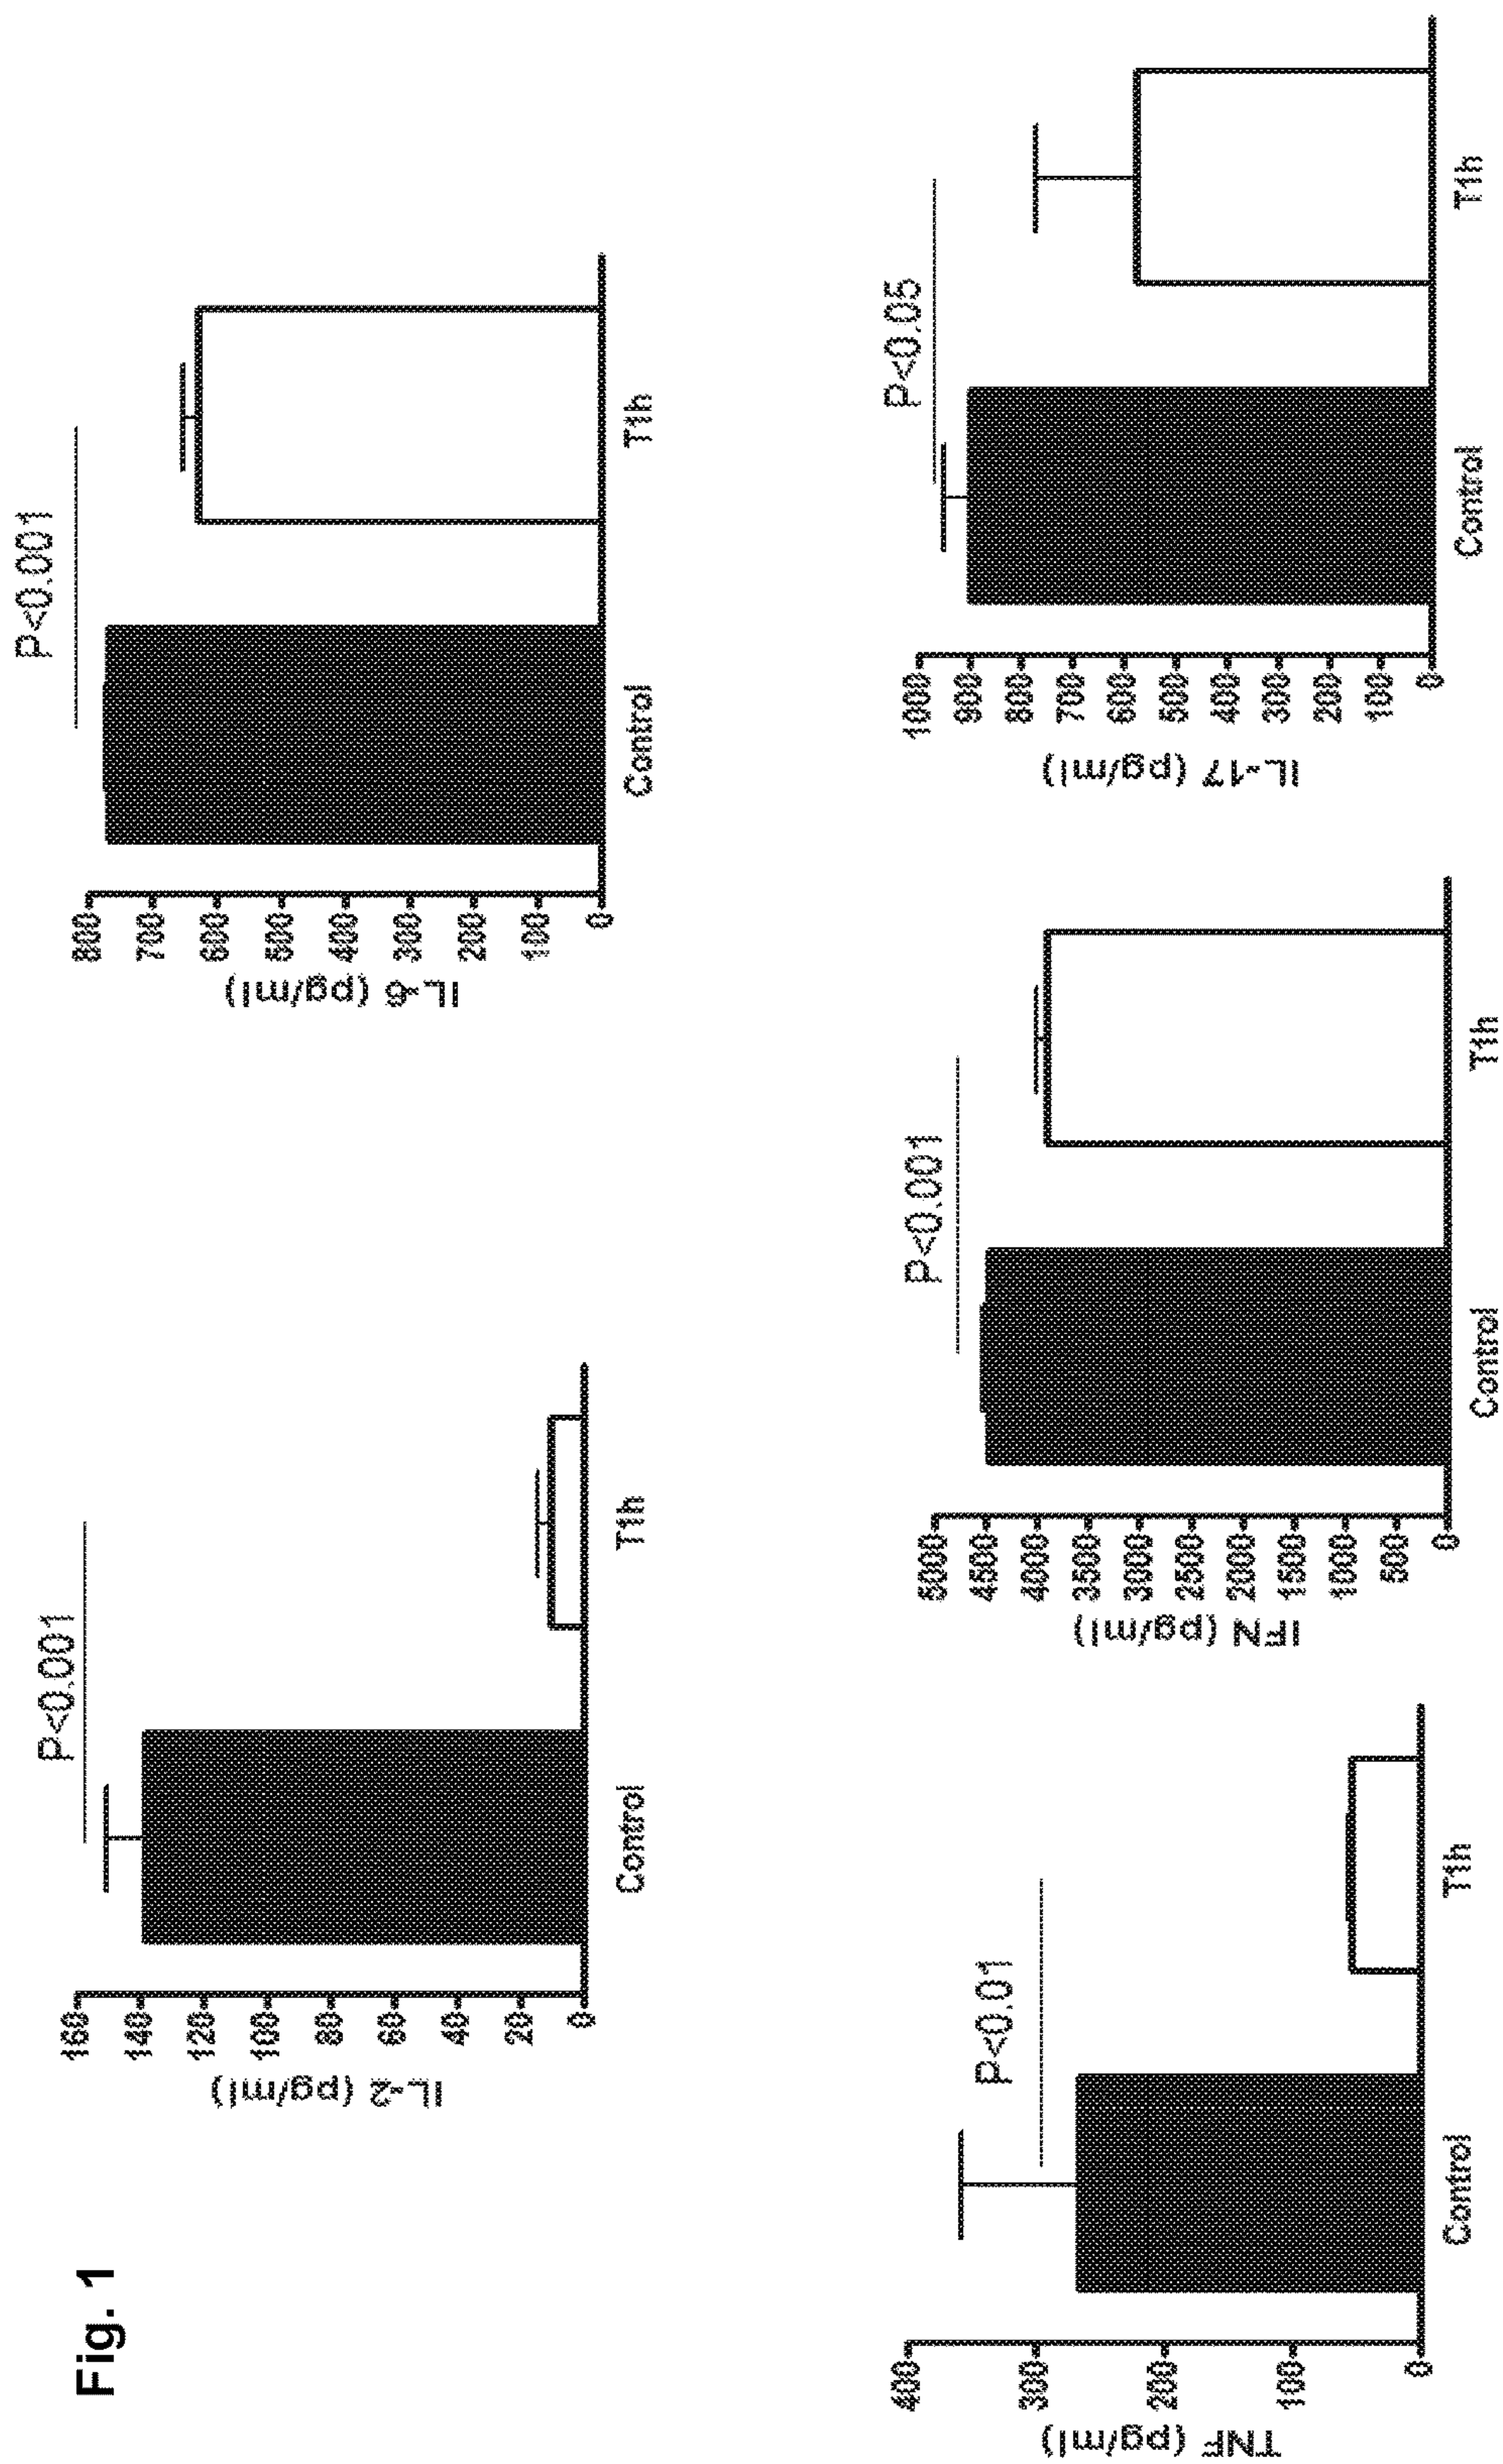 Fig. 1
P<0.001
160
140
120
100
80
60
40
20
0
IL-2 (pg/ml)
Control
T1h
P<0.001
800
700
600
500
400
300
200
100
0
IL-6 (pg/ml)
Control
T1h
P<0.01
400
300
200
100
0
TNF (pg/ml)
Control
T1h
P<0.001
5000
4500
4000
3500
3000
2500
2000
1500
1000
500
0
IFN (pg/ml)
Control
T1h
P<0.05
1000
900
800
700
600
500
400
300
200
100
0
IL-17 (pg/ml)
Control
T1h